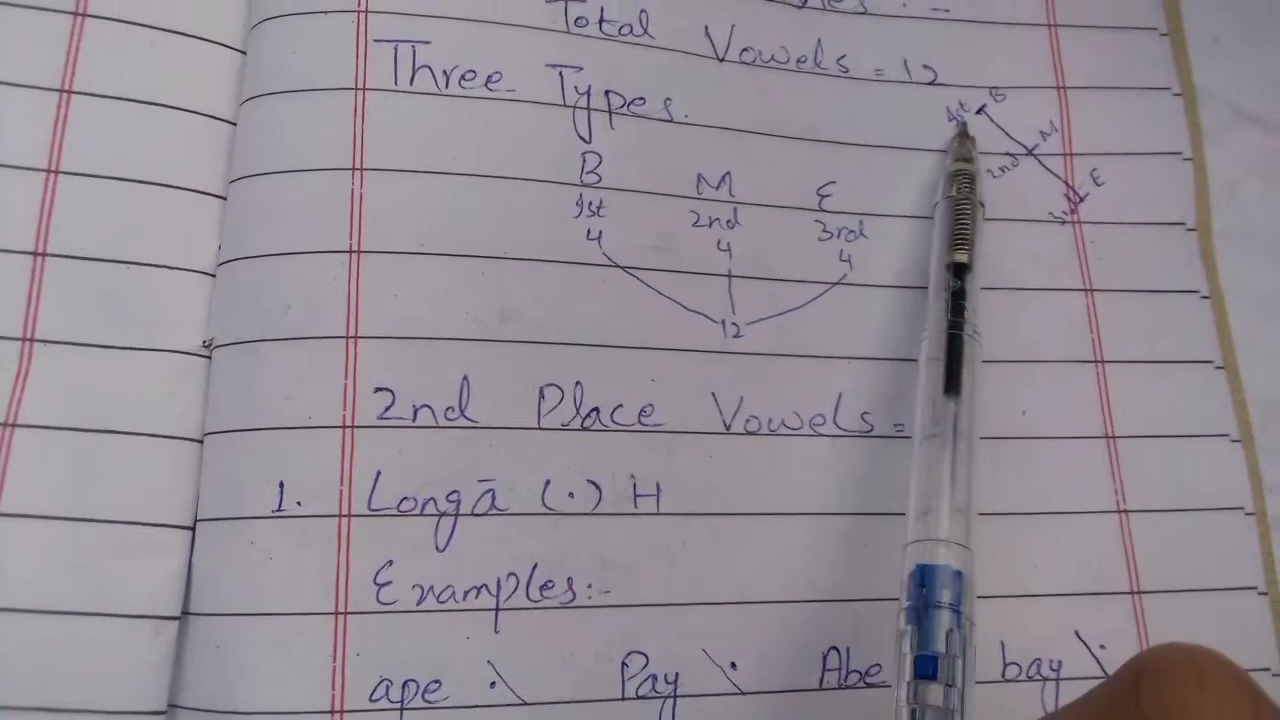 Total Vowels = 12
Three Types.
1st B
2nd M
3rd E
B M E
1st 2nd 3rd
4 4 4
12
2nd Place Vowels =
1. Long ā (.) H
Examples:-
ape Pay Abe bay